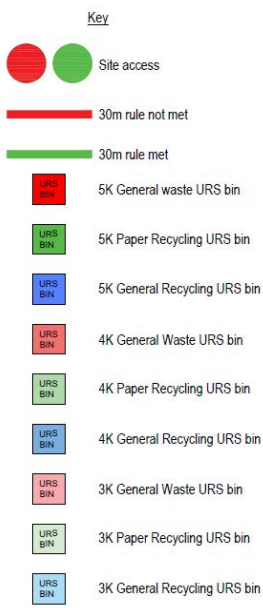 Key
Site access
30m rule not met
30m rule met
URS
BIN
5K General waste URS bin
URS
BIN
5K Paper Recycling URS bin
URS
BIN
5K General Recycling URS bin
URS
BIN
4K General Waste URS bin
URS
BIN
4K Paper Recycling URS bin
URS
BIN
4K General Recycling URS bin
URS
BIN
3K General Waste URS bin
URS
BIN
3K Paper Recycling URS bin
URS
BIN
3K General Recycling URS bin